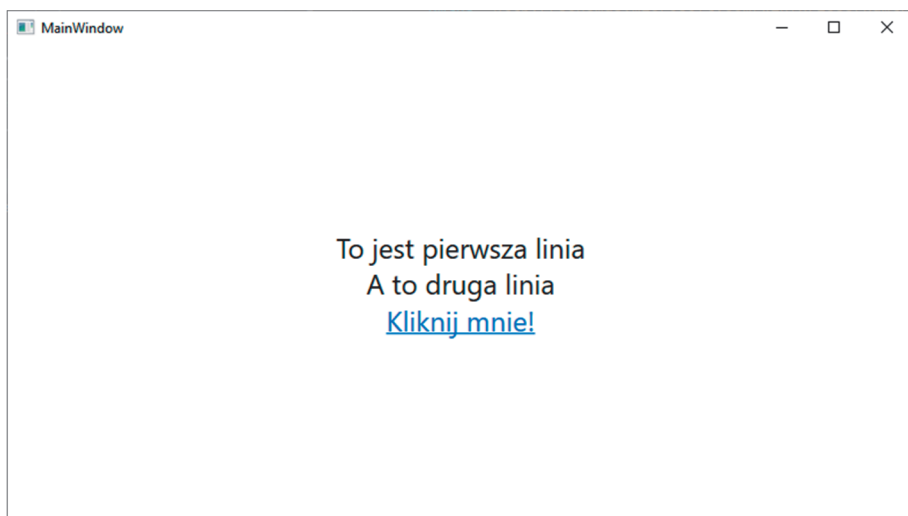 MainWindow
To jest pierwsza linia
A to druga linia
Kliknij mnie!